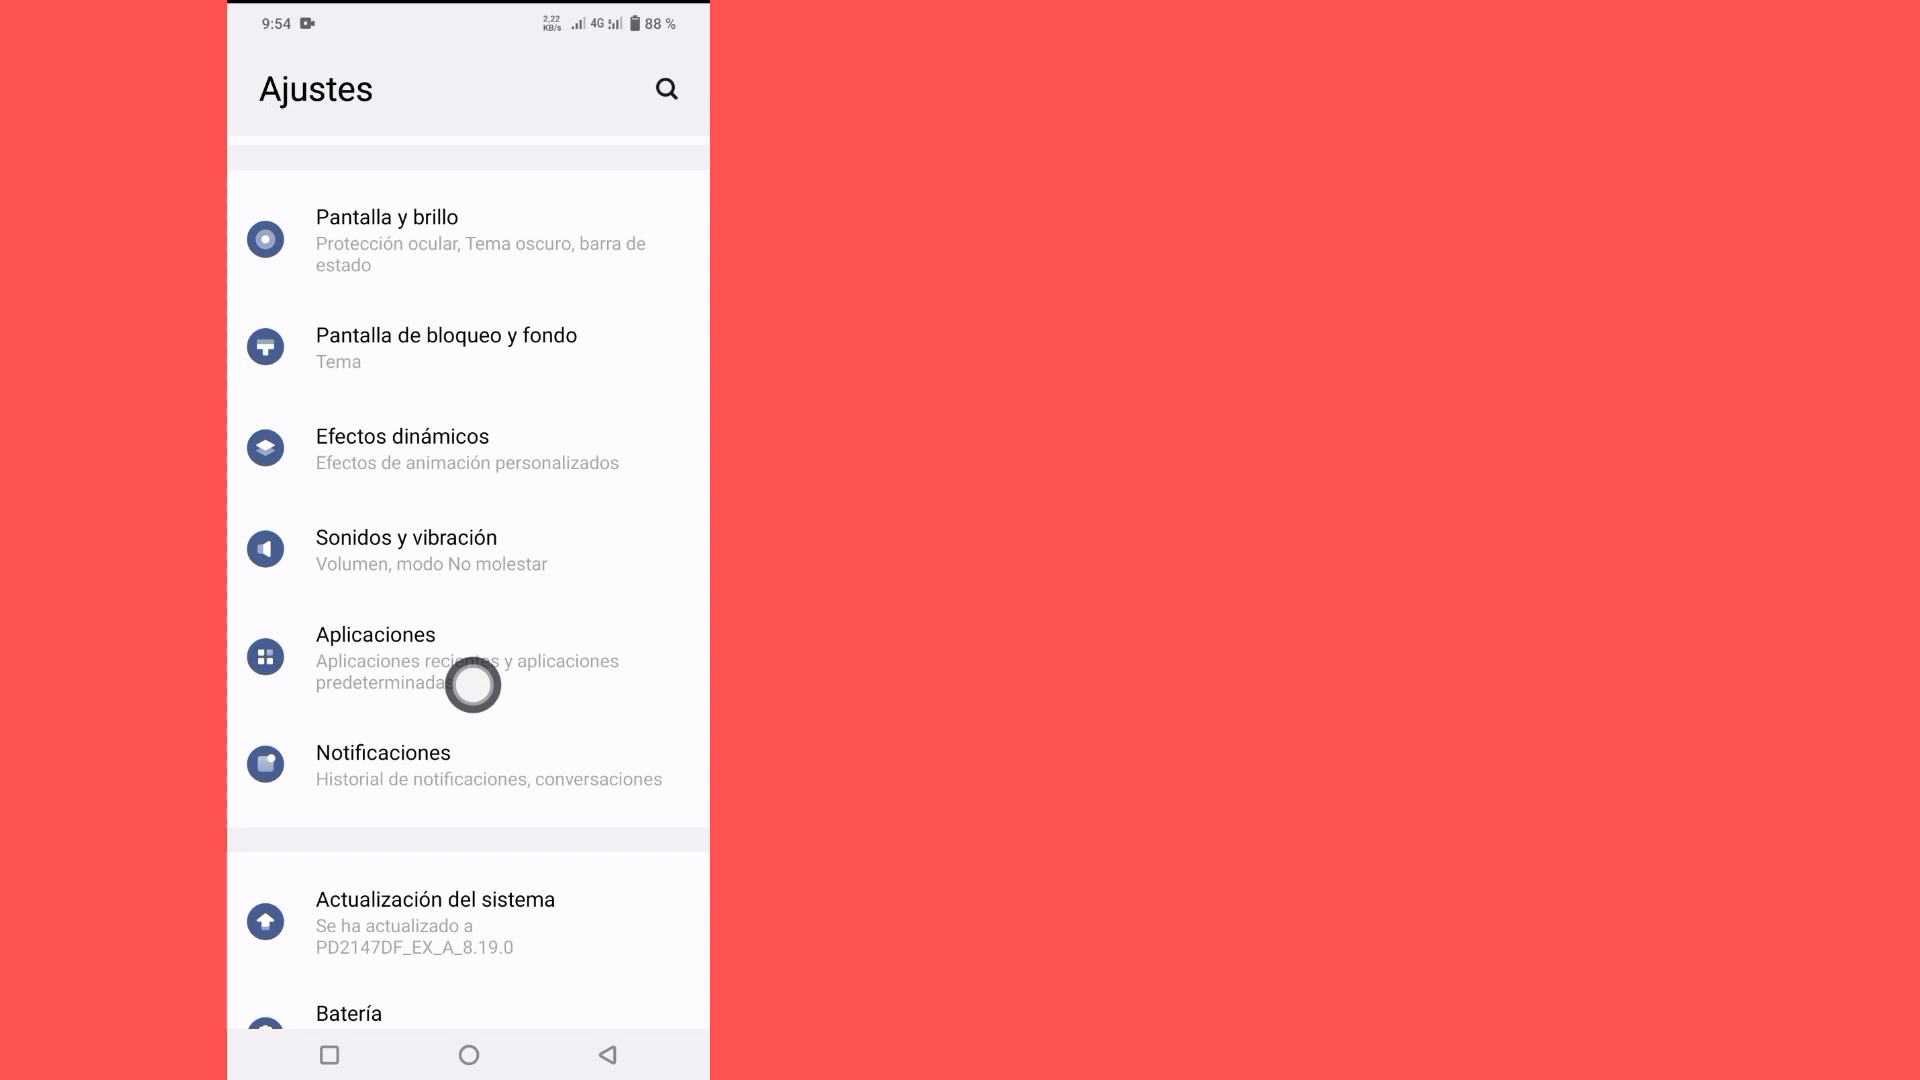 9:54
2,22
KB/s
4G
88 %
Ajustes
Pantalla y brillo
Protección ocular, Tema oscuro, barra de
estado
Pantalla de bloqueo y fondo
Tema
Efectos dinámicos
Efectos de animación personalizados
Sonidos y vibración
Volumen, modo No molestar
Aplicaciones
Aplicaciones recientes y aplicaciones
predeterminadas
Notificaciones
Historial de notificaciones, conversaciones
Actualización del sistema
Se ha actualizado a
PD2147DF_EX_A_8.19.0
Batería